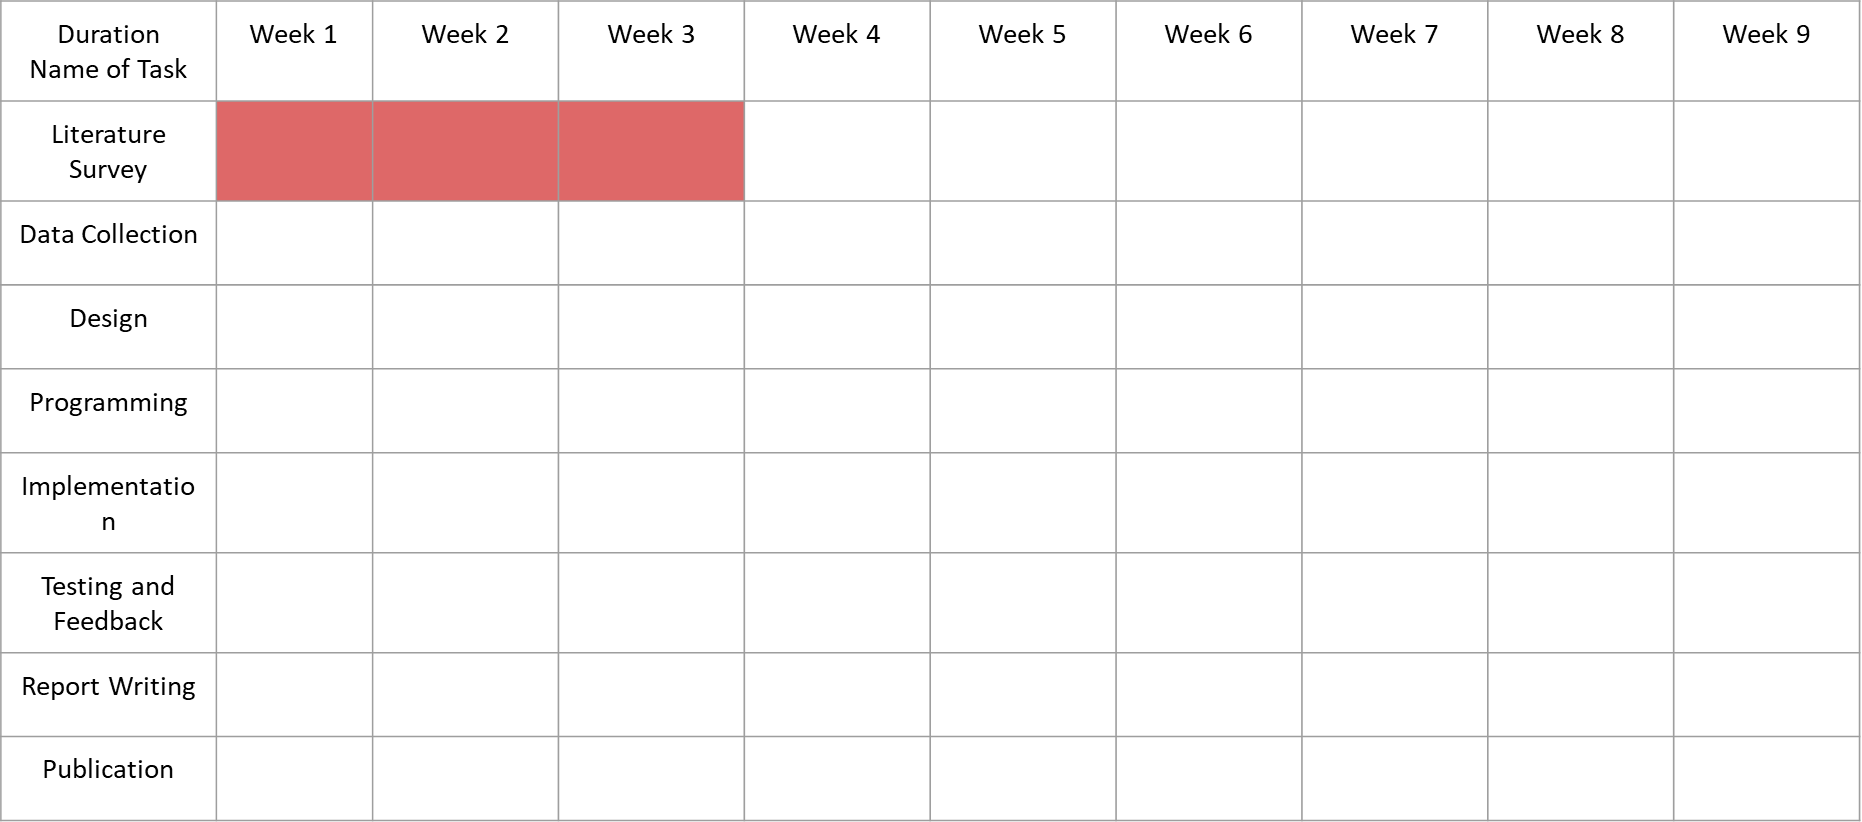 Duration
Name of Task
Week 1
Week 2
Week 3
Week 4
Week 5
Week 6
Week 7
Week 8
Week 9
Literature
Survey
Data Collection
Design
Programming
Implementatio
n
Testing and
Feedback
Report Writing
Publication